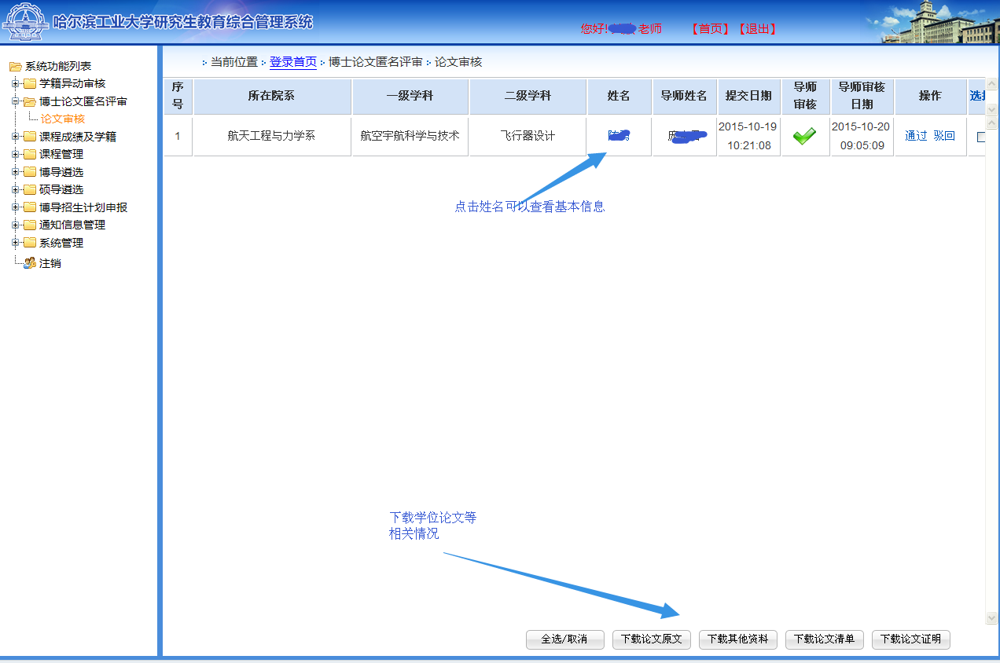 哈尔滨工业大学研究生教育综合管理系统
您好! 老师 【首页】【退出】
系统功能列表
学籍异动审核
博士论文匿名评审
论文审核
课程成绩及学籍
课程管理
博导遴选
硕导遴选
博导招生计划申报
通知信息管理
系统管理
注销
当前位置 登录首页 博士论文匿名评审 论文审核
序号 所在院系 一级学科 二级学科 姓名 导师姓名 提交日期 导师审核 导师审核日期 操作
1 航天工程与力学系 航空宇航科学与技术 飞行器设计 2015-10-19 10:21:08 2015-10-20 09:05:09 通过 驳回
点击姓名可以查看基本信息
下载学位论文等
相关情况
全选/取消 下载论文原文 下载其他资料 下载论文清单 下载论文证明